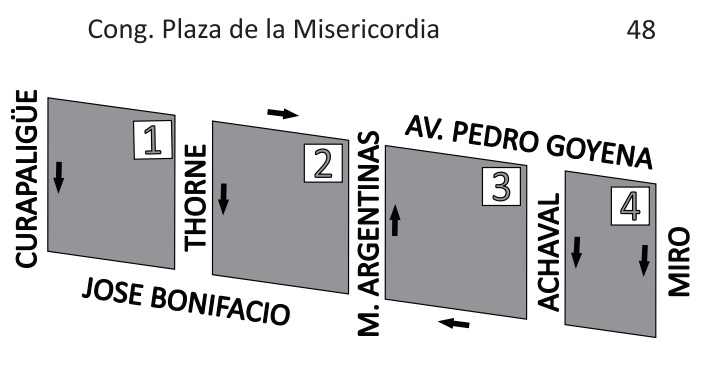 Cong. Plaza de la Misericordia 48
CURAPALIGÜE
1
THORNE
2
M. ARGENTINAS
AV. PEDRO GOYENA
3
ACHAVAL
4
MIRO
JOSE BONIFACIO